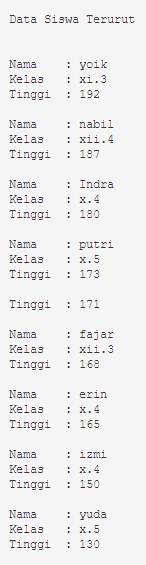 Data Siswa Terurut
Nama : yoik
Kelas : xi.3
Tinggi : 192
Nama : nabil
Kelas : xii.4
Tinggi : 187
Nama : Indra
Kelas : x.4
Tinggi : 180
Nama : putri
Kelas : x.5
Tinggi : 173
Tinggi : 171
Nama : fajar
Kelas : xii.3
Tinggi : 168
Nama : erin
Kelas : x.4
Tinggi : 165
Nama : izmi
Kelas : x.4
Tinggi : 150
Nama : yuda
Kelas : x.5
Tinggi : 130